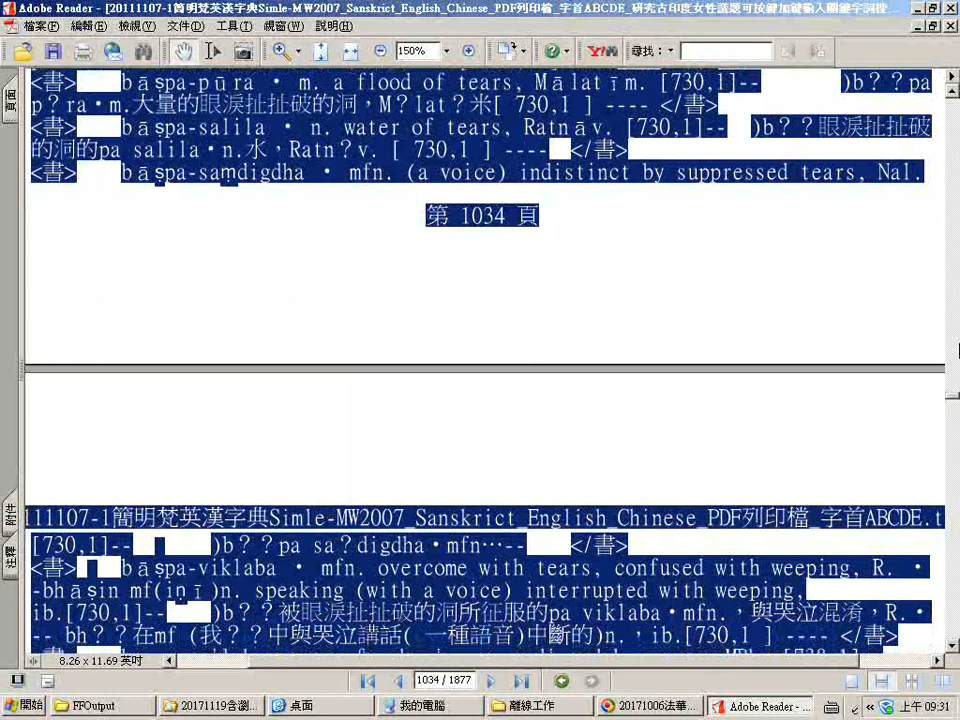 Adobe Reader - [20111107-1簡明梵英漢字典Simle-MW2007_Sanskrict_English_Chinese_PDF列印檔_字首ABCDE_研究古印度女性議題可按鍵加鍵輸入關鍵字詞搜
檔案(F) 編輯(E) 檢視(V) 文件(D) 工具(T) 視窗(W) 說明(H)
150% Y! 尋找：
頁面
<書> bāṣpa-pūra · m. a flood of tears, Mālatīm. [730,1]-- )b??pa
p?ra·m.大量的眼淚扯扯破的洞，M?lat?米[ 730,1 ] ---- </書>
<書> bāṣpa-salila · n. water of tears, Ratnāv. [730,1]-- )b??眼淚扯扯破
的洞的pa salila·n.水，Ratn?v. [ 730,1 ] ---- </書>
<書> bāṣpa-saṃdigdha · mfn. (a voice) indistinct by suppressed tears, Nal.
第 1034 頁
附件
注釋
111107-1簡明梵英漢字典Simle-MW2007_Sanskrict_English_Chinese_PDF列印檔_字首ABCDE.t
[730,1]-- )b??pa sa?digdha·mfn…-- </書>
<書> bāṣpa-viklaba · mfn. overcome with tears, confused with weeping, R. ·
-bhāṣin mf(iṇī)n. speaking (with a voice) interrupted with weeping,
ib.[730,1]-- )b??被眼淚扯扯破的洞所征服的pa viklaba·mfn.，與哭泣混淆，R.·
-- bh??在mf (我??中與哭泣講話( 一種語音)中斷的)n.，ib.[730,1 ] ---- </書>
8.26 x 11.69 英吋
1034 / 1877
開始 FFOutput 20171119含瀏... 桌面 我的電腦 離線工作 20171006法華... Adobe Reader - ... 上午 09:31